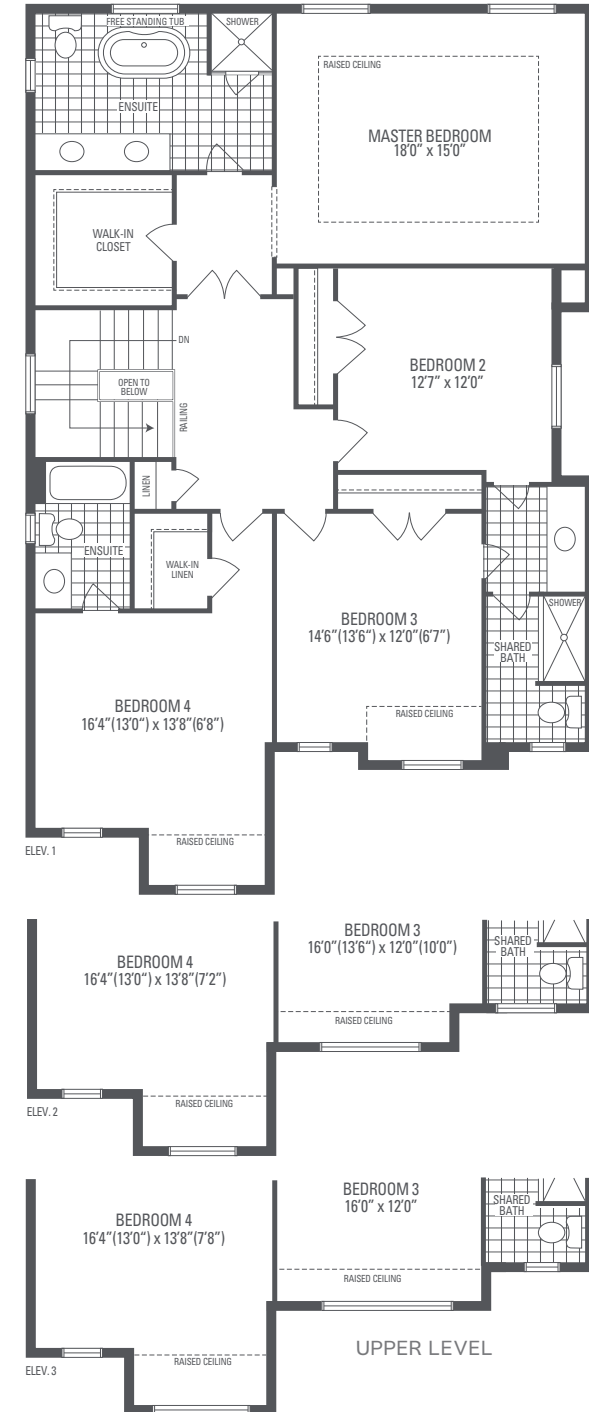 FREE STANDING TUB
SHOWER
ENSUITE
RAISED CEILING
MASTER BEDROOM
18'0" x 15'0"
WALK-IN
CLOSET
DN
OPEN TO
BELOW
RAILING
BEDROOM 2
12'7" x 12'0"
LINEN
ENSUITE
WALK-IN
LINEN
BEDROOM 3
14'6"(13'6") x 12'0"(6'7")
RAISED CEILING
SHOWER
SHARED
BATH
BEDROOM 4
16'4"(13'0") x 13'8"(6'8")
RAISED CEILING
ELEV. 1
BEDROOM 4
16'4"(13'0") x 13'8"(7'2")
RAISED CEILING
BEDROOM 3
16'0"(13'6") x 12'0"(10'0")
RAISED CEILING
SHARED
BATH
ELEV. 2
BEDROOM 4
16'4"(13'0") x 13'8"(7'8")
RAISED CEILING
BEDROOM 3
16'0" x 12'0"
RAISED CEILING
SHARED
BATH
ELEV. 3
UPPER LEVEL